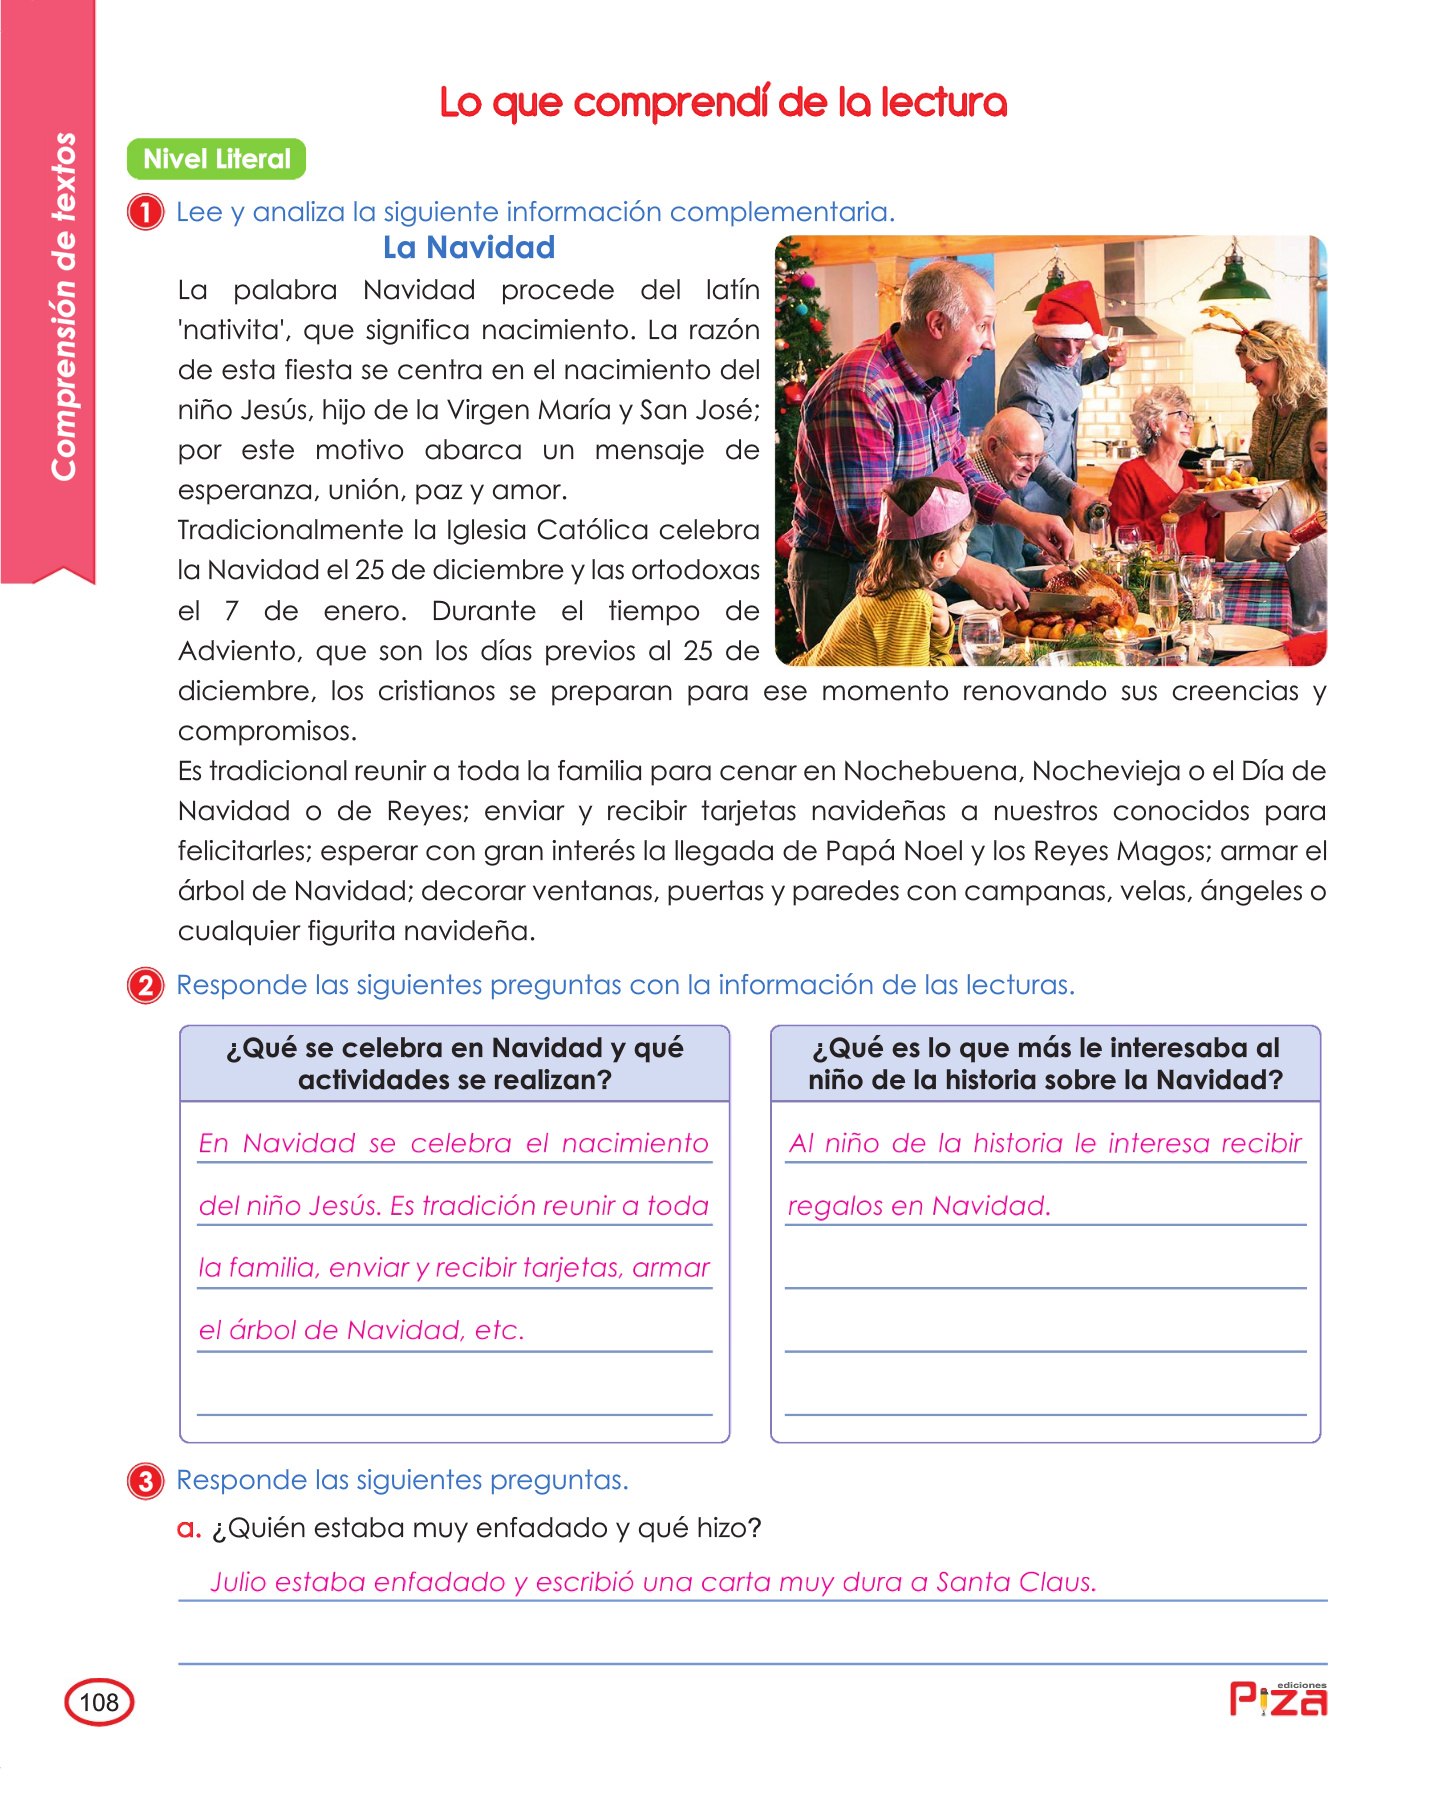 Comprensión de textos
Lo que comprendí de la lectura
Nivel Literal
1 Lee y analiza la siguiente información complementaria.
La Navidad
La palabra Navidad procede del latín
'nativita', que significa nacimiento. La razón
de esta fiesta se centra en el nacimiento del
niño Jesús, hijo de la Virgen María y San José;
por este motivo abarca un mensaje de
esperanza, unión, paz y amor.
Tradicionalmente la Iglesia Católica celebra
la Navidad el 25 de diciembre y las ortodoxas
el 7 de enero. Durante el tiempo de
Adviento, que son los días previos al 25 de
diciembre, los cristianos se preparan para ese momento renovando sus creencias y
compromisos.
Es tradicional reunir a toda la familia para cenar en Nochebuena, Nochevieja o el Día de
Navidad o de Reyes; enviar y recibir tarjetas navideñas a nuestros conocidos para
felicitarles; esperar con gran interés la llegada de Papá Noel y los Reyes Magos; armar el
árbol de Navidad; decorar ventanas, puertas y paredes con campanas, velas, ángeles o
cualquier figurita navideña.
2 Responde las siguientes preguntas con la información de las lecturas.
¿Qué se celebra en Navidad y qué
actividades se realizan?
En Navidad se celebra el nacimiento
del niño Jesús. Es tradición reunir a toda
la familia, enviar y recibir tarjetas, armar
el árbol de Navidad, etc.
¿Qué es lo que más le interesaba al
niño de la historia sobre la Navidad?
Al niño de la historia le interesa recibir
regalos en Navidad.
3 Responde las siguientes preguntas.
a. ¿Quién estaba muy enfadado y qué hizo?
Julio estaba enfadado y escribió una carta muy dura a Santa Claus.
108
ediciones
Piza